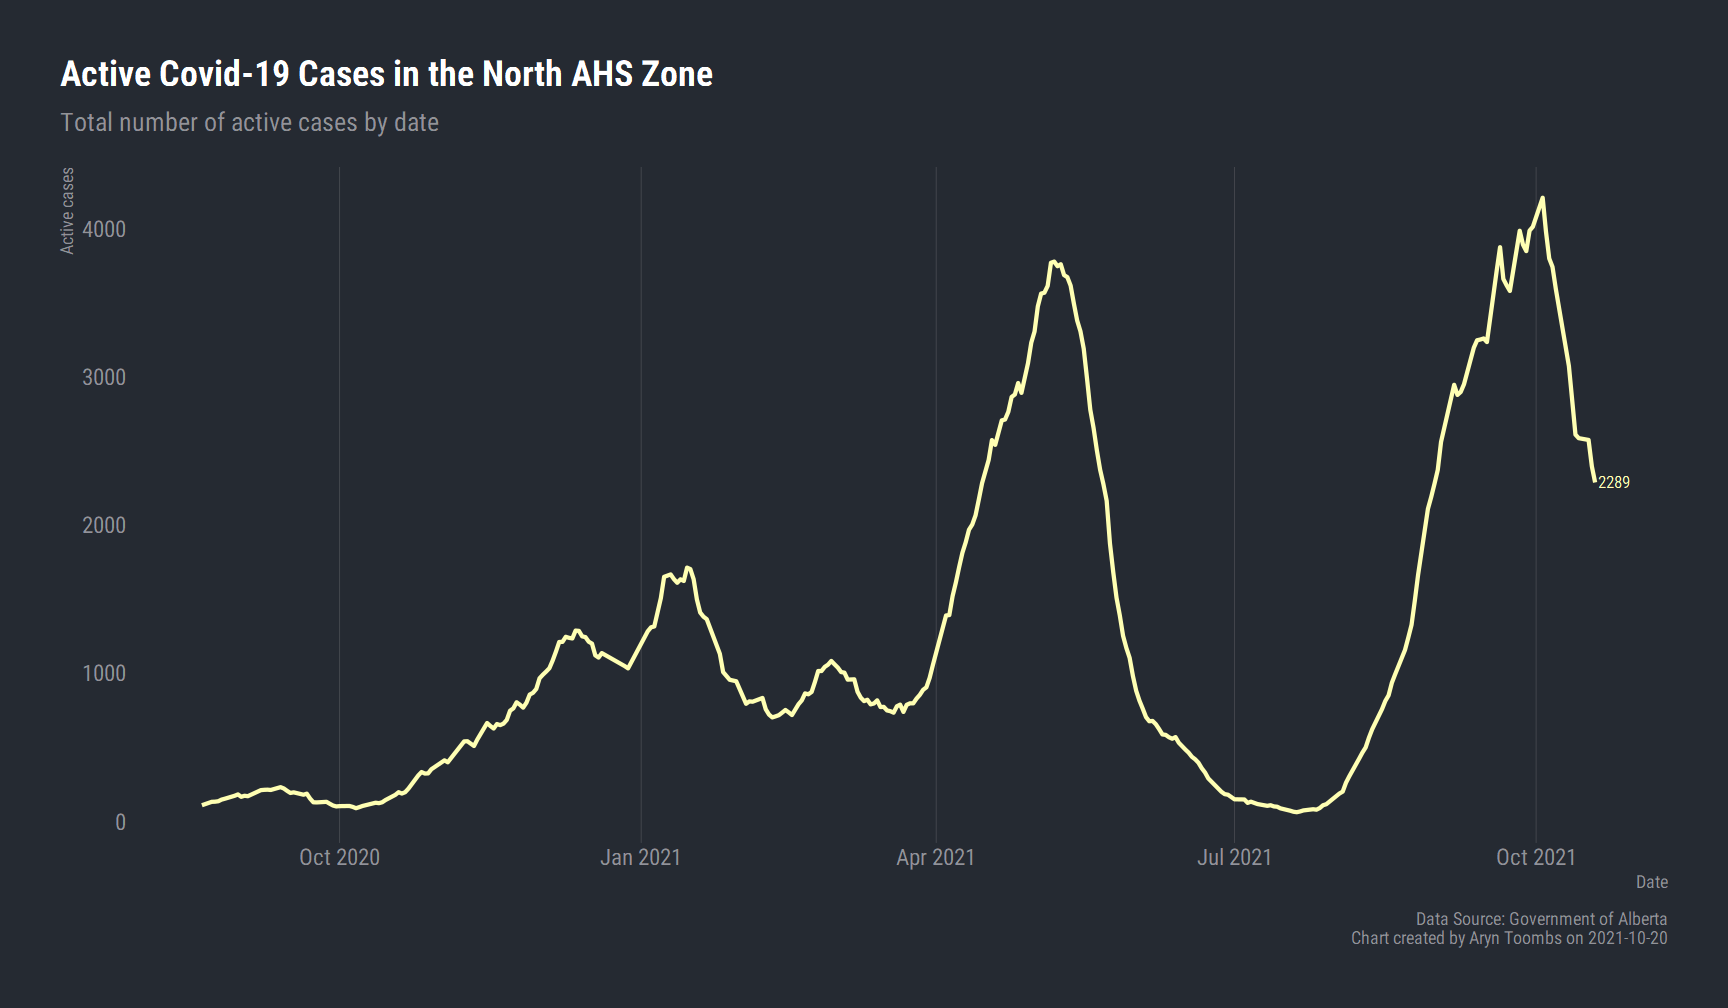 Active Covid-19 Cases in the North AHS Zone
Total number of active cases by date
Active cases
4000
3000
2000
1000
0
2289
Oct 2020
Jan 2021
Apr 2021
Jul 2021
Oct 2021
Date
Data Source: Government of Alberta
Chart created by Aryn Toombs on 2021-10-20